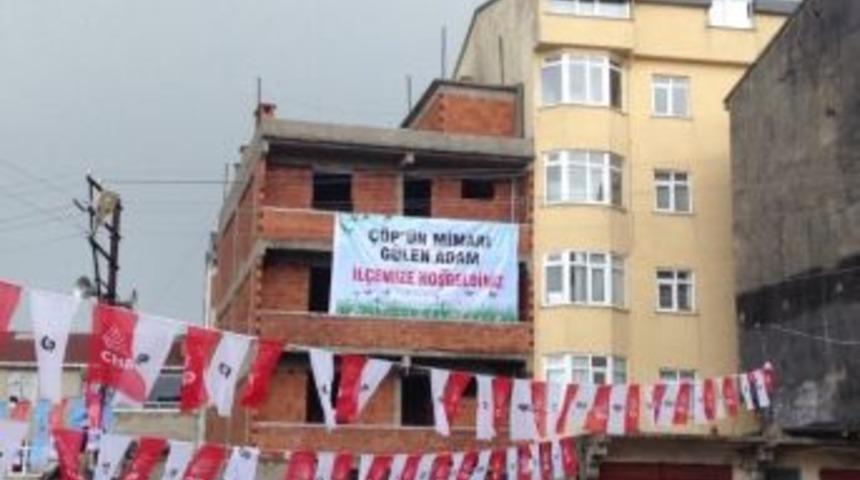 ÇÖP'ÜN MİMARI
GÜLEN ADAM
İLÇEMİZE HOŞGELDİNİZ
CHP